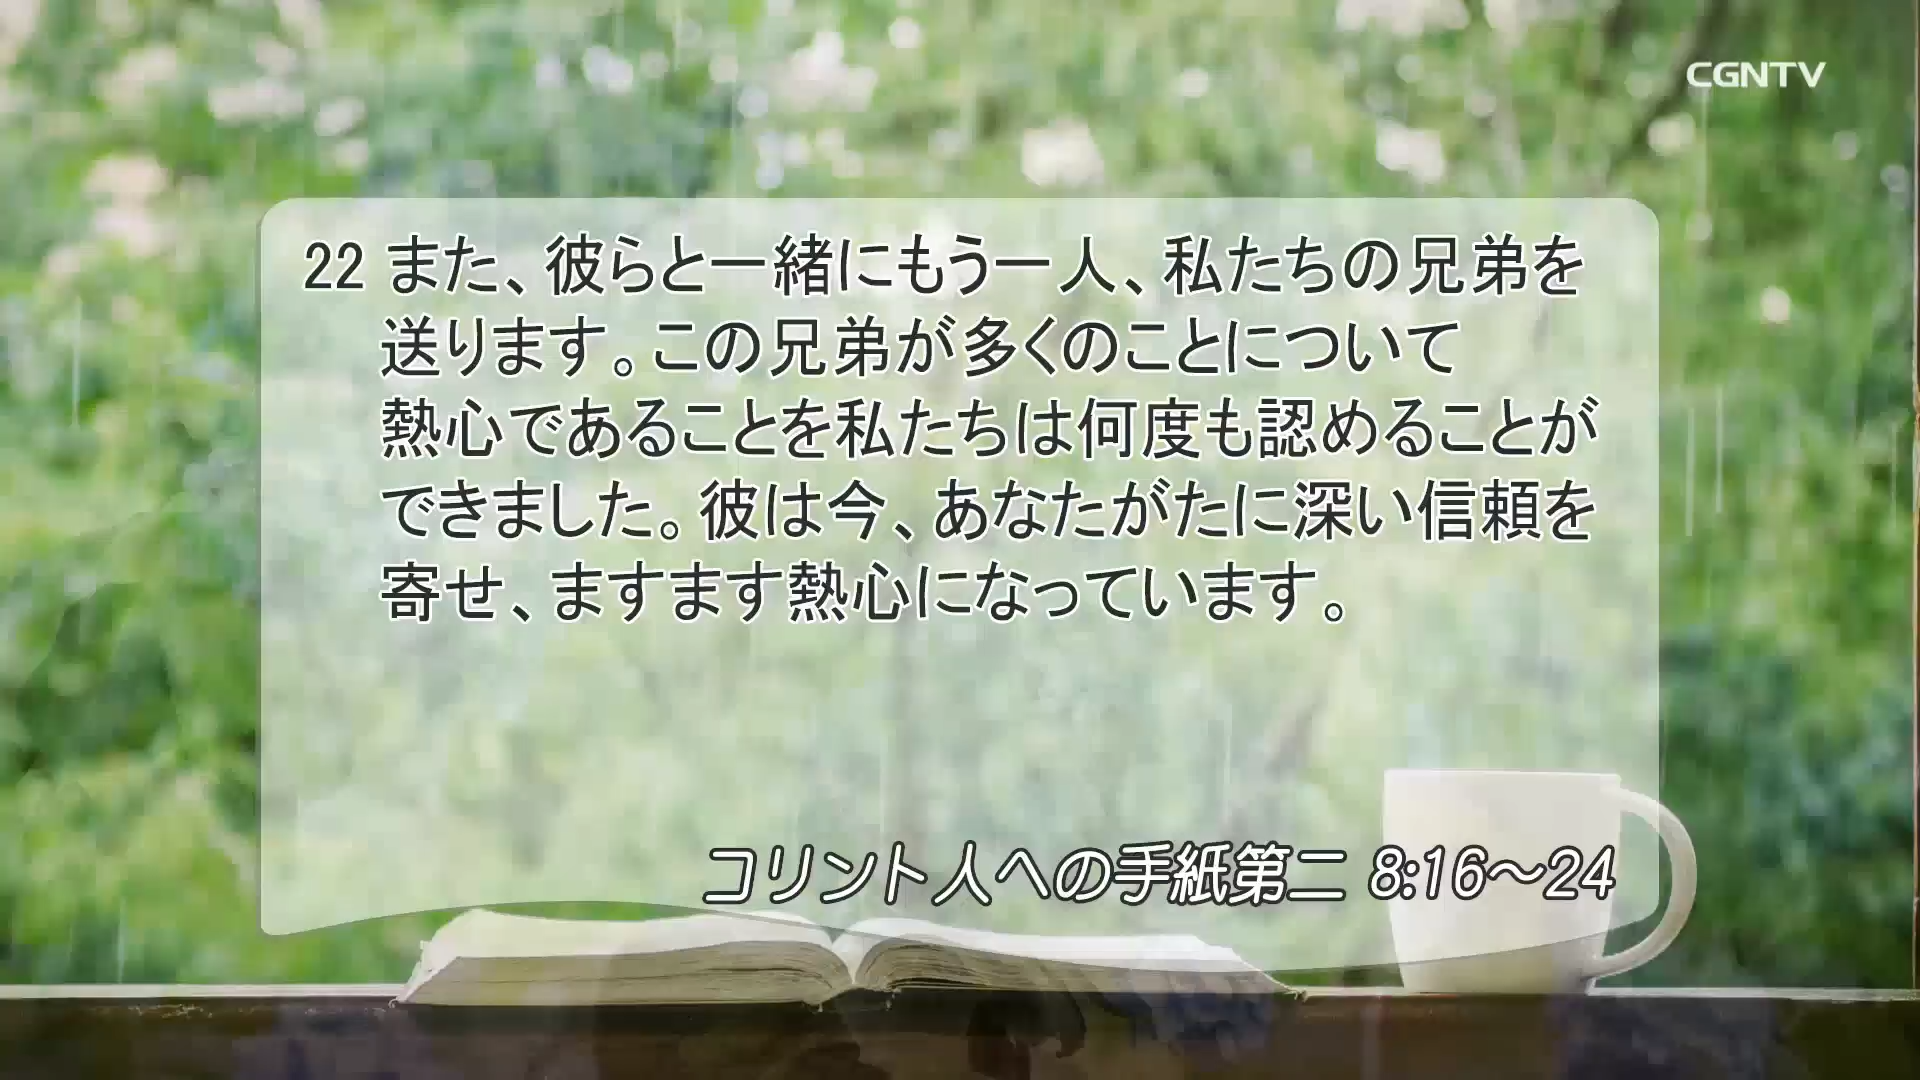 CGNTV
22 また、彼らと一緒にもう一人、私たちの兄弟を
送ります。この兄弟が多くのことについて
熱心であることを私たちは何度も認めることが
できました。彼は今、あなたがたに深い信頼を
寄せ、ますます熱心になっています。
コリント人への手紙第二 8:16～24